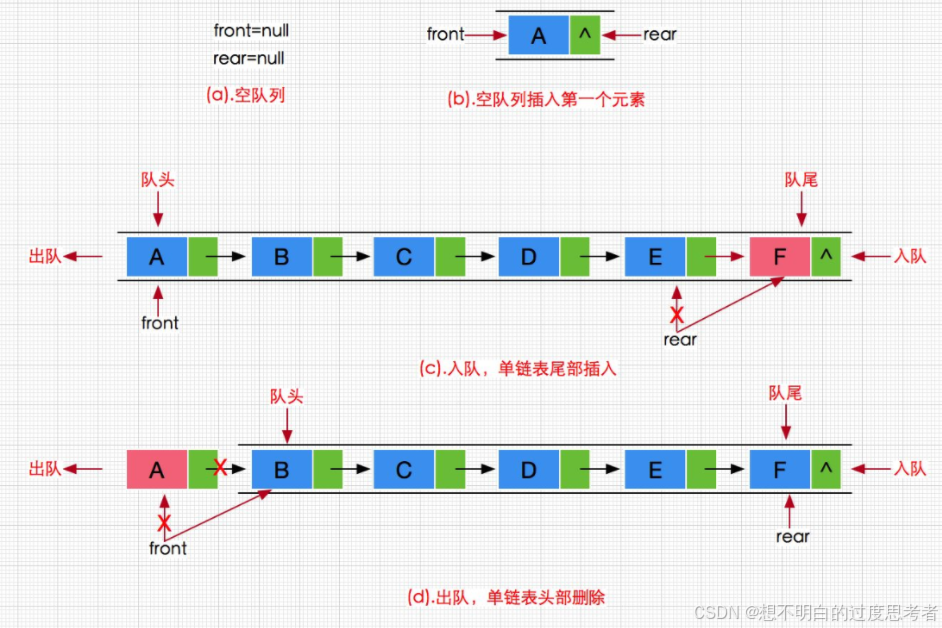 front=null
rear=null
(a).空队列
front
A
^
rear
(b).空队列插入第一个元素
队头
队尾
出队
A
B
C
D
E
F
^
入队
front
X
rear
(c).入队，单链表尾部插入
队头
队尾
出队
A
X
B
C
D
E
F
^
入队
X
front
rear
(d).出队，单链表头部删除
CSDN @想不明白的过度思考者